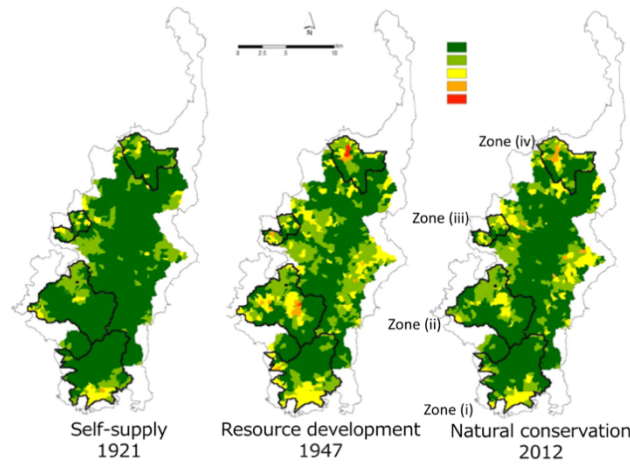 N
0 2.5 5 10
km
Zone (iv)
Zone (iii)
Zone (ii)
Zone (i)
Self-supply
1921
Resource development
1947
Natural conservation
2012